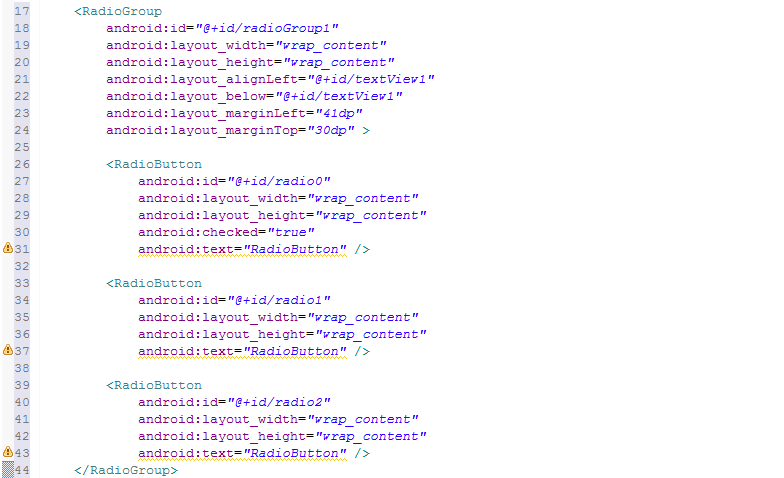 17 <RadioGroup
18 android:id="@+id/radioGroup1"
19 android:layout_width="wrap_content"
20 android:layout_height="wrap_content"
21 android:layout_alignLeft="@+id/textView1"
22 android:layout_below="@+id/textView1"
23 android:layout_marginLeft="41dp"
24 android:layout_marginTop="30dp" >
25
26 <RadioButton
27 android:id="@+id/radio0"
28 android:layout_width="wrap_content"
29 android:layout_height="wrap_content"
30 android:checked="true"
31 android:text="RadioButton" />
32
33 <RadioButton
34 android:id="@+id/radio1"
35 android:layout_width="wrap_content"
36 android:layout_height="wrap_content"
37 android:text="RadioButton" />
38
39 <RadioButton
40 android:id="@+id/radio2"
41 android:layout_width="wrap_content"
42 android:layout_height="wrap_content"
43 android:text="RadioButton" />
44 </RadioGroup>